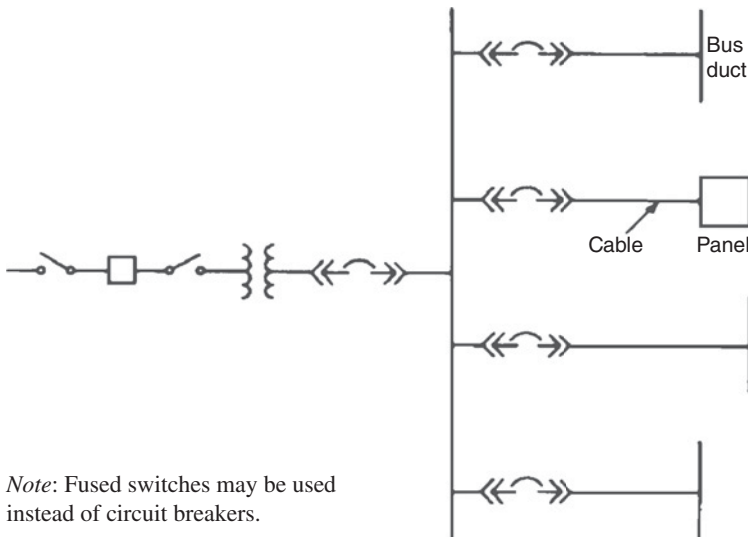 Bus
duct
Cable
Panel
Note: Fused switches may be used
instead of circuit breakers.